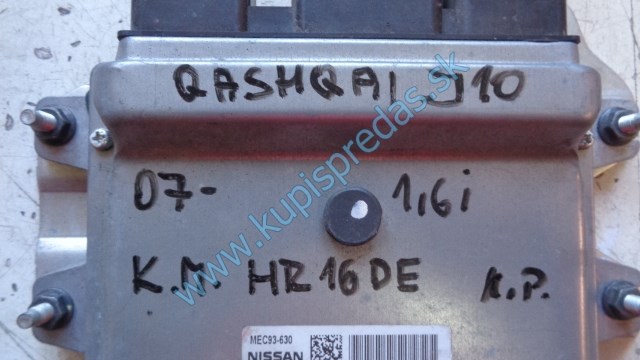 QASHQAI J10
07- 1,6i
K.M HR16DE K.P.
www.kupispredas.sk
MEC93-630
NISSAN